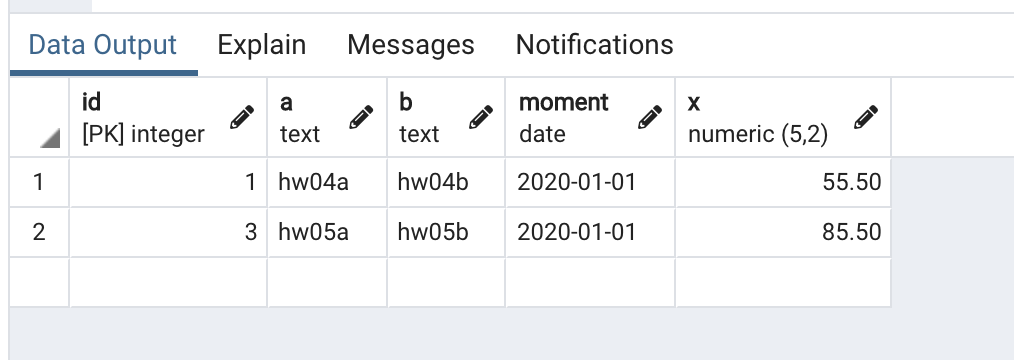 Data Output Explain Messages Notifications
id a b moment x
[PK] integer text text date numeric (5,2)
1 1 hw04a hw04b 2020-01-01 55.50
2 3 hw05a hw05b 2020-01-01 85.50